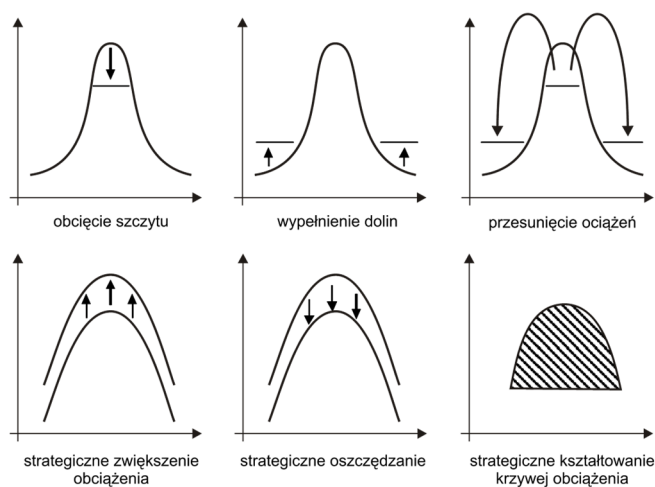 obcięcie szczytu
wypełnienie dolin
przesunięcie ociążeń
strategiczne zwiększenie
obciążenia
strategiczne oszczędzanie
strategiczne kształtowanie
krzywej obciążenia